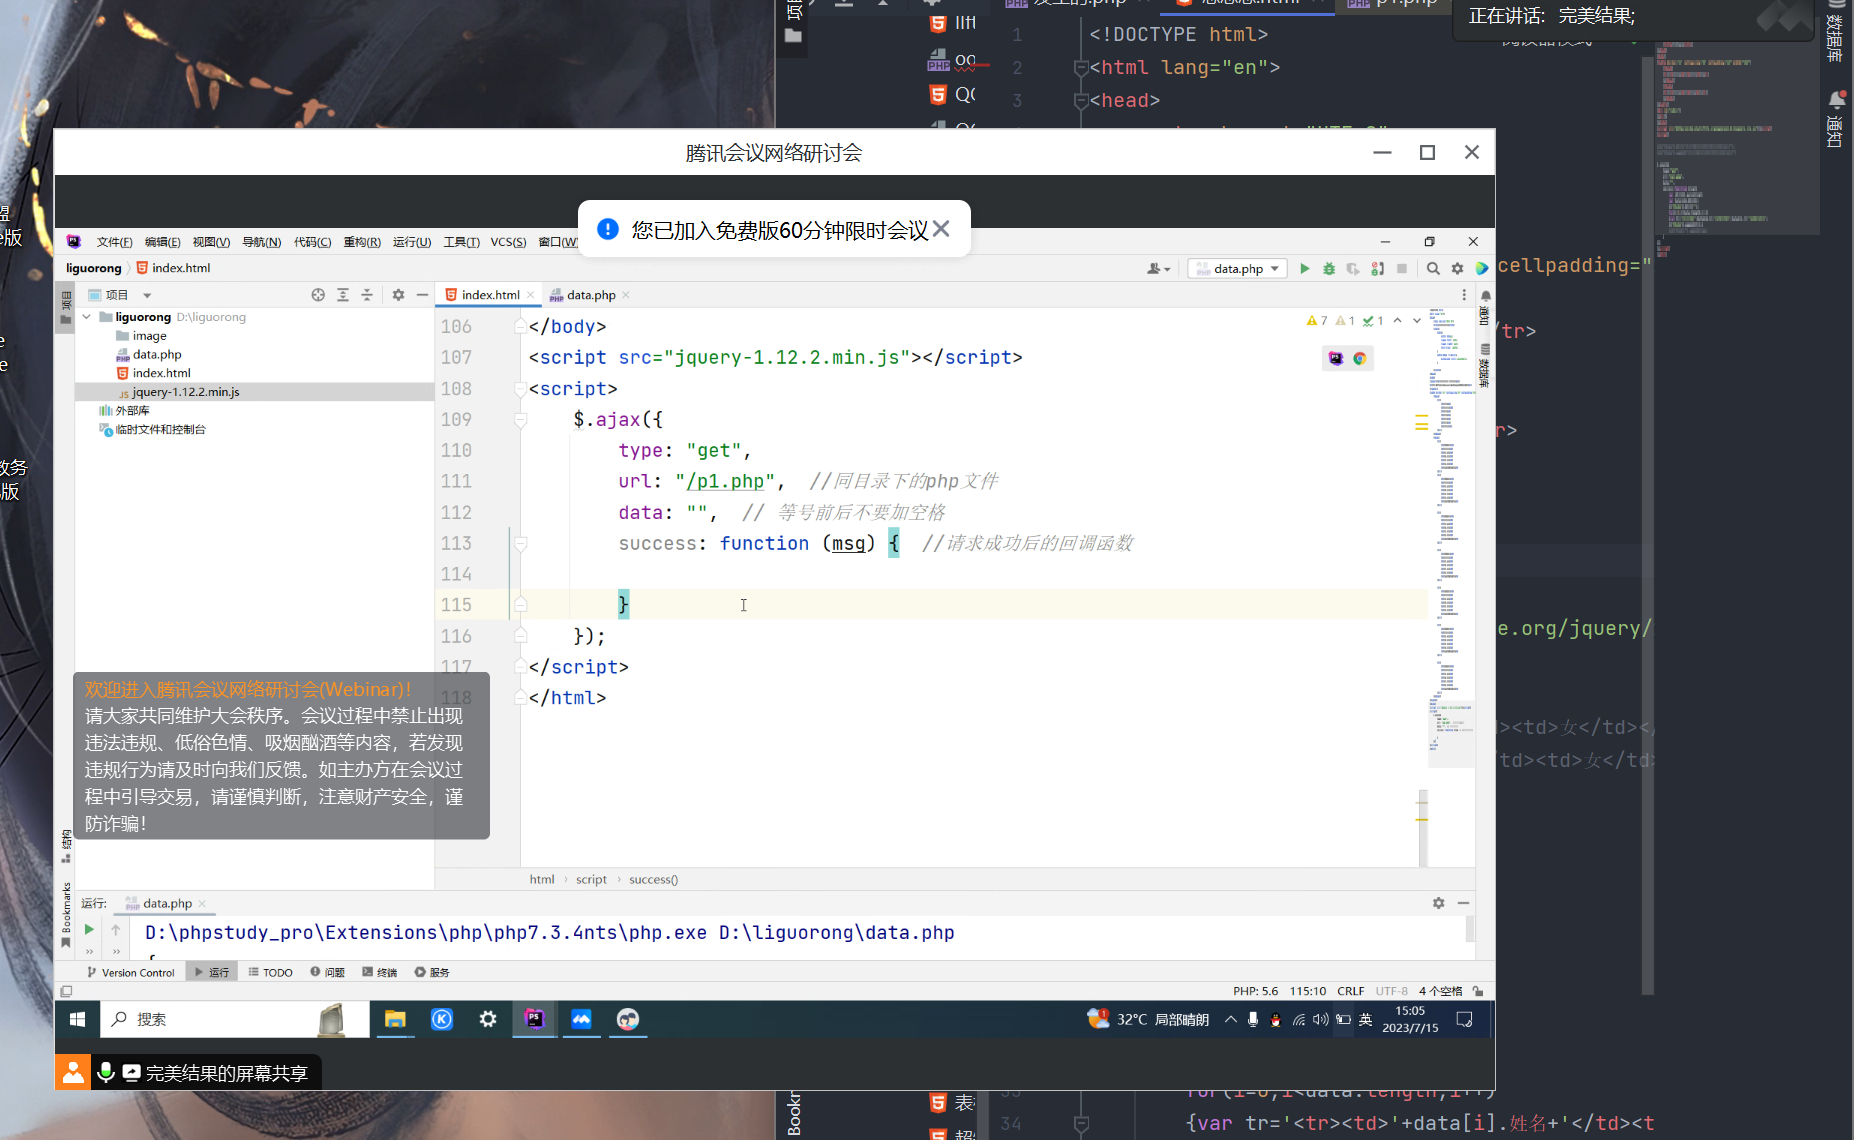 正在讲话: 完美结果;
1
<!DOCTYPE html>
2
<html lang="en">
3
<head>
数据库
通知
腾讯会议网络研讨会
您已加入免费版60分钟限时会议
文件(F) 编辑(E) 视图(V) 导航(N) 代码(C) 重构(R) 运行(U) 工具(T) VCS(S) 窗口(W)
liguorong index.html
data.php
项目
index.html
data.php
liguorong D:\liguorong
image
data.php
index.html
jquery-1.12.2.min.js
外部库
临时文件和控制台
7 1 1
106 </body>
107 <script src="jquery-1.12.2.min.js"></script>
108 <script>
109 $.ajax({
110 type: "get",
111 url: "/p1.php", //同目录下的php文件
112 data: "", // 等号前后不要加空格
113 success: function (msg) { //请求成功后的回调函数
114
115 }
116 });
117 </script>
118 </html>
通知
数据库
cellpadding="
/tr>
r>
e.org/jquery/
><td>女</td></
/td><td>女</td>
欢迎进入腾讯会议网络研讨会(Webinar)!
请大家共同维护大会秩序。会议过程中禁止出现
违法违规、低俗色情、吸烟酗酒等内容，若发现
违规行为请及时向我们反馈。如主办方在会议过
程中引导交易，请谨慎判断，注意财产安全，谨
防诈骗!
结构
Bookmarks
html script success()
运行: data.php
D:\phpstudy_pro\Extensions\php\php7.3.4nts\php.exe D:\liguorong\data.php
{
Version Control 运行 TODO 问题 终端 服务
PHP: 5.6 115:10 CRLF UTF-8 4 个空格
搜索
32°C 局部晴朗
英
15:05
2023/7/15
完美结果的屏幕共享
for(i=0;i<data.length;i++)
34
{var tr='<tr><td>'+data[i].姓名+'</td><t